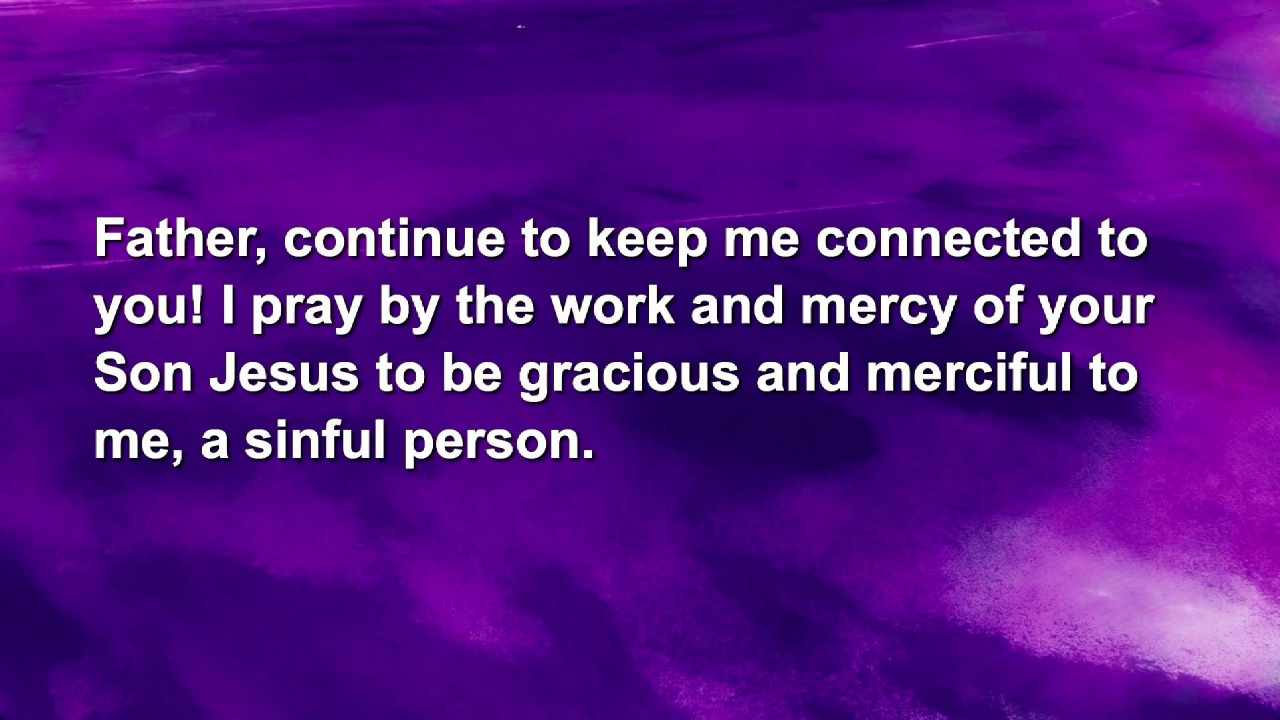 Father, continue to keep me connected to
you! I pray by the work and mercy of your
Son Jesus to be gracious and merciful to
me, a sinful person.